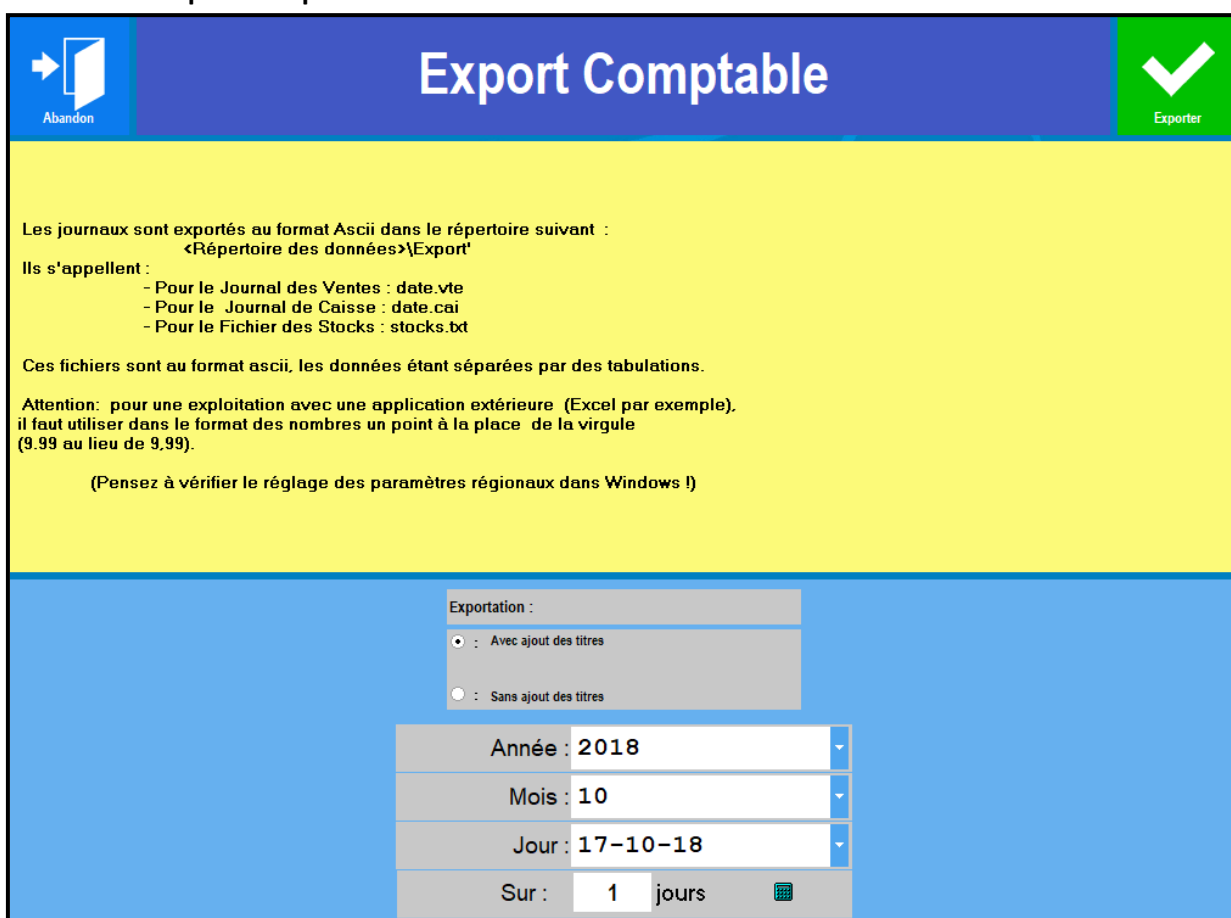 Export Comptable
Abandon
Exporter
Les journaux sont exportés au format Ascii dans le répertoire suivant :
<Répertoire des données>\Export'
Ils s'appellent :
- Pour le Journal des Ventes : date.vte
- Pour le Journal de Caisse : date.cai
- Pour le Fichier des Stocks : stocks.txt
Ces fichiers sont au format ascii, les données étant séparées par des tabulations.
Attention: pour une exploitation avec une application extérieure (Excel par exemple),
il faut utiliser dans le format des nombres un point à la place de la virgule
(9.99 au lieu de 9,99).
(Pensez à vérifier le réglage des paramètres régionaux dans Windows !)
Exportation :
: Avec ajout des titres
: Sans ajout des titres
Année : 2018
Mois : 10
Jour : 17-10-18
Sur : 1 jours